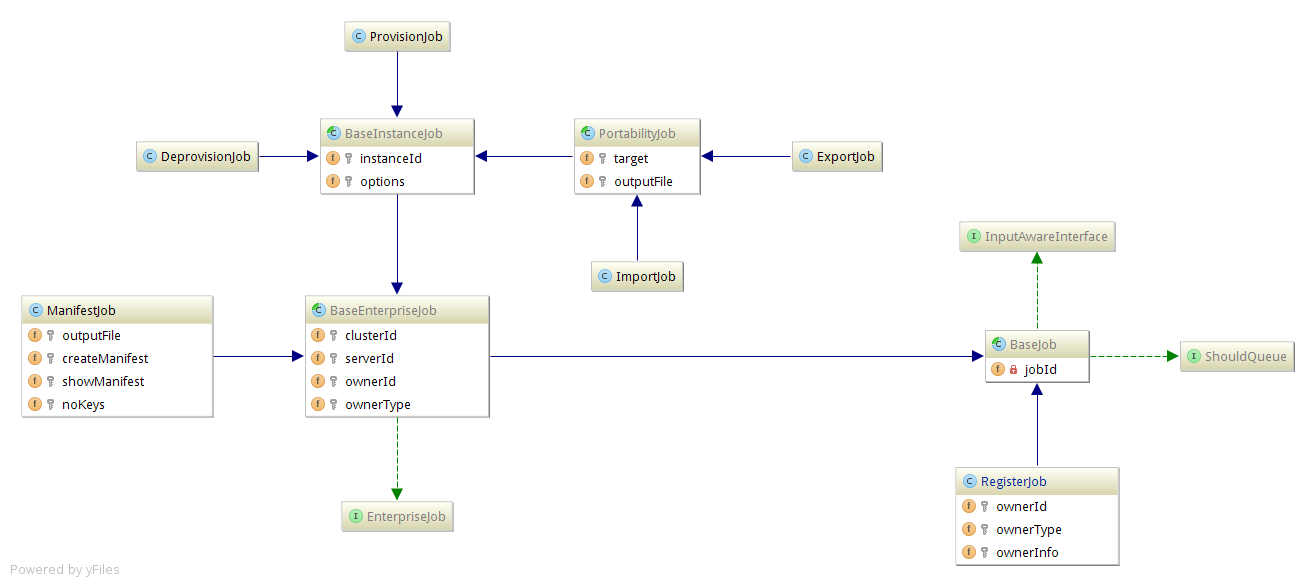 ProvisionJob
BaseInstanceJob
instanceId
options
PortabilityJob
target
outputFile
DeprovisionJob
ExportJob
InputAwareInterface
ImportJob
ManifestJob
outputFile
createManifest
showManifest
noKeys
BaseEnterpriseJob
clusterId
serverId
ownerId
ownerType
BaseJob
jobId
ShouldQueue
RegisterJob
ownerId
ownerType
ownerInfo
EnterpriseJob
Powered by yFiles